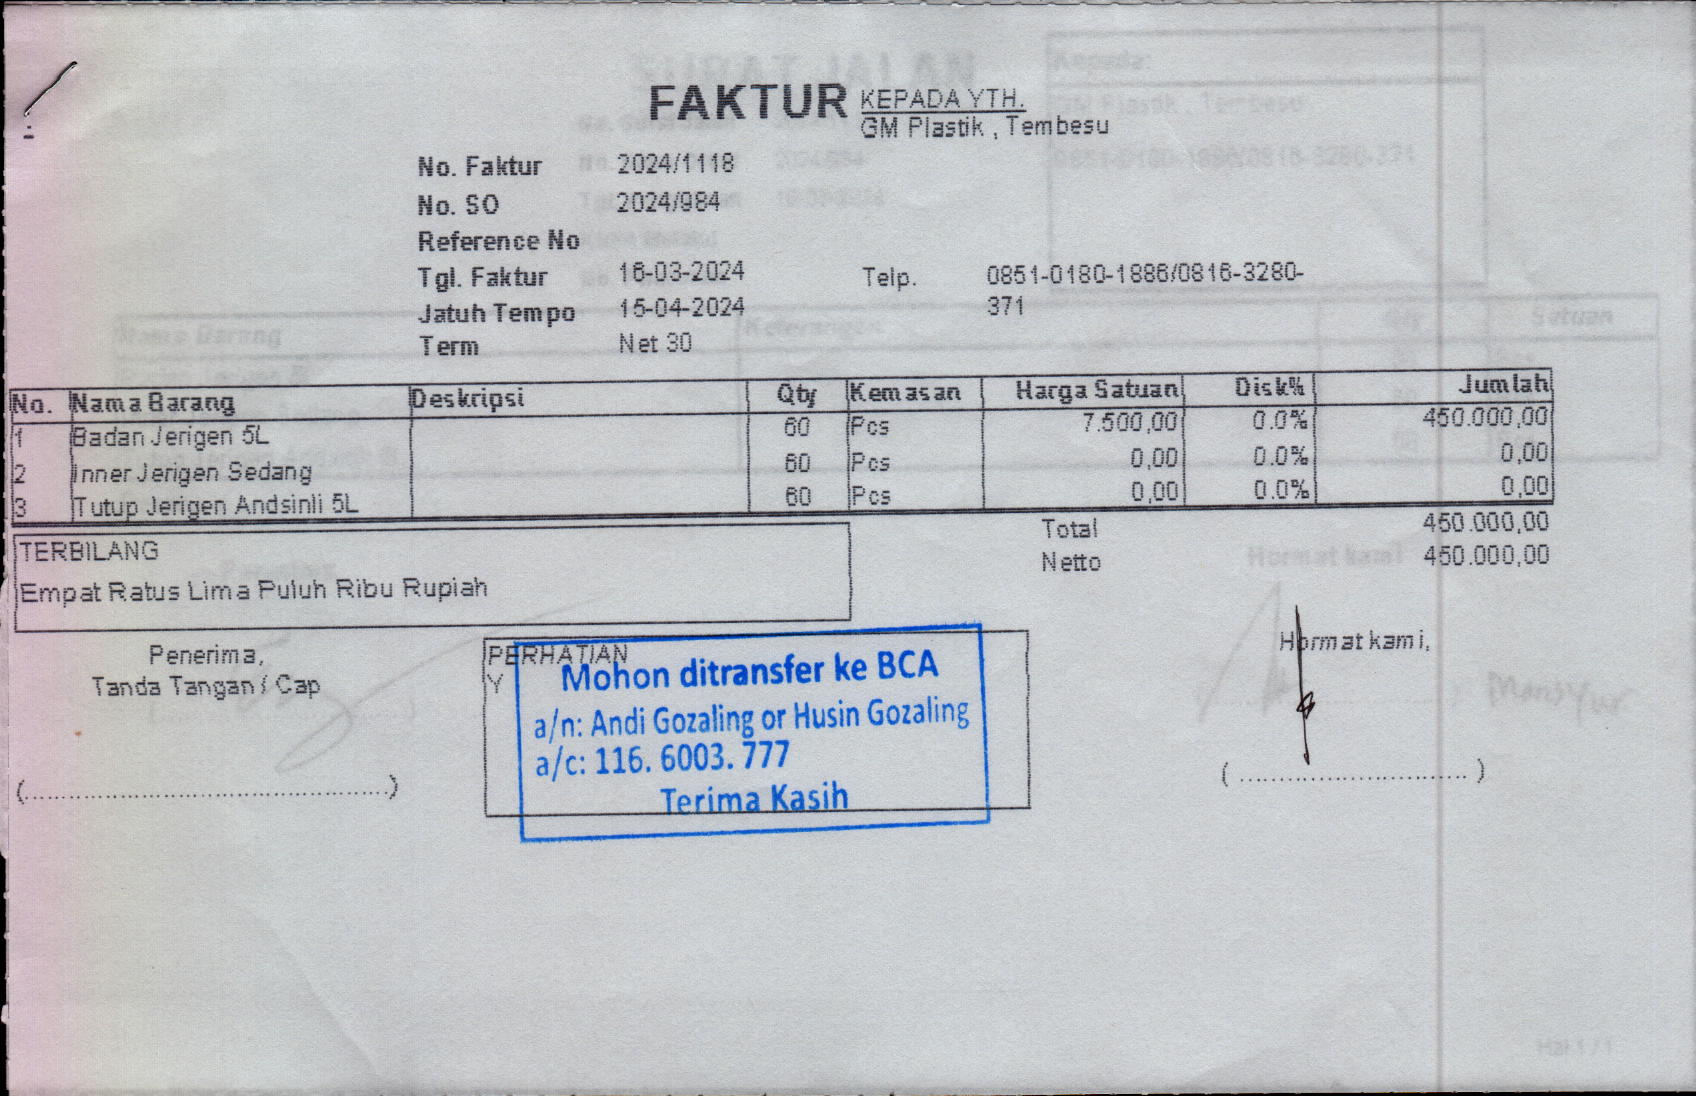 FAKTUR
KEPADA YTH.
GM Plastik , Tembesu
No. Faktur 2024/1118
No. SO 2024/984
Reference No
Tgl. Faktur 16-03-2024
Telp. 0851-0180-1886/0816-3280-
371
Jatuh Tempo 15-04-2024
Term Net 30
No. Nama Barang Deskripsi Qty Kemasan Harga Satuan Disk% Jumlah
1 Badan Jerigen 5L 60 Pcs 7.500,00 0.0% 450.000,00
2 Inner Jerigen Sedang 60 Pcs 0,00 0.0% 0,00
3 Tutup Jerigen Andsinli 5L 60 Pcs 0,00 0.0% 0,00
Total 450.000,00
Netto 450.000,00
TERBILANG
Empat Ratus Lima Puluh Ribu Rupiah
Penerima,
Tanda Tangan / Cap
(................................................)
PERHATIAN
Y
Mohon ditransfer ke BCA
a/n: Andi Gozaling or Husin Gozaling
a/c: 116. 6003. 777
Terima Kasih
Hormat kami,
( .............................. )